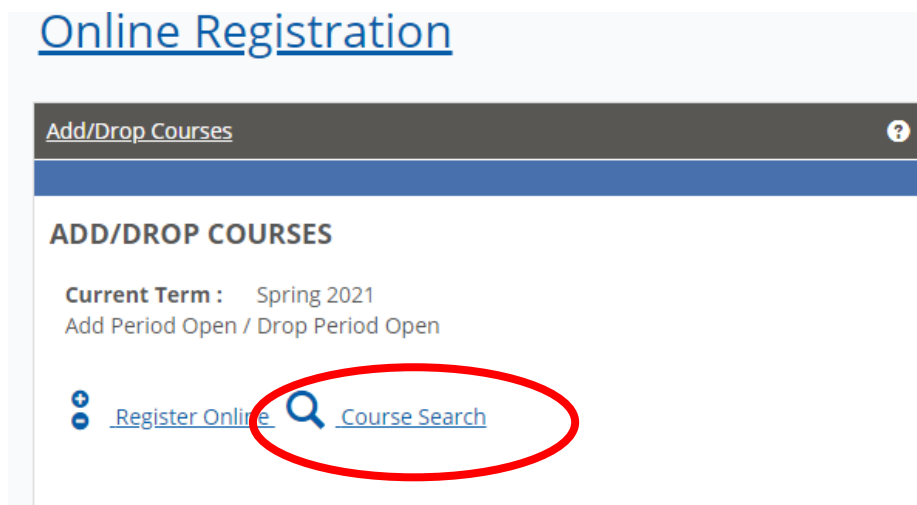 Online Registration
Add/Drop Courses ?
ADD/DROP COURSES
Current Term : Spring 2021
Add Period Open / Drop Period Open
Register Online Course Search